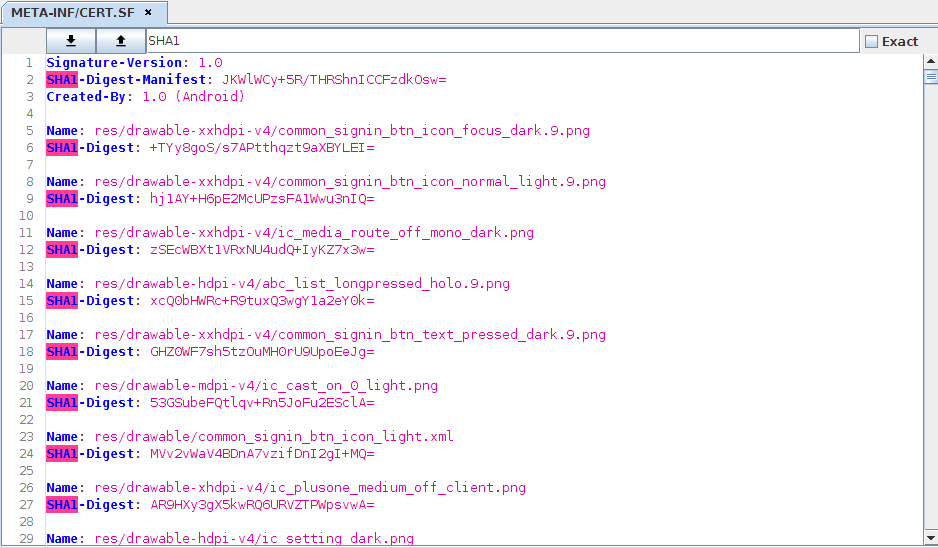 META-INF/CERT.SF ×
SHA1
Exact
1 Signature-Version: 1.0
2 SHA1-Digest-Manifest: JKWlWCy+5R/THRShnICCFzdkOsw=
3 Created-By: 1.0 (Android)
4
5 Name: res/drawable-xxhdpi-v4/common_signin_btn_icon_focus_dark.9.png
6 SHA1-Digest: +TYy8goS/s7APtthqzt9aXBYLEI=
7
8 Name: res/drawable-xxhdpi-v4/common_signin_btn_icon_normal_light.9.png
9 SHA1-Digest: hj1AY+H6pE2McUPzsFA1Wwu3nIQ=
10
11 Name: res/drawable-xxhdpi-v4/ic_media_route_off_mono_dark.png
12 SHA1-Digest: zSEcWBXt1VRxNU4udQ+IyKZ7x3w=
13
14 Name: res/drawable-hdpi-v4/abc_list_longpressed_holo.9.png
15 SHA1-Digest: xcQ0bHWRc+R9tuxQ3wgY1a2eY0k=
16
17 Name: res/drawable-xxhdpi-v4/common_signin_btn_text_pressed_dark.9.png
18 SHA1-Digest: GHZ0WF7sh5tzOuMH0rU9UpoEeJg=
19
20 Name: res/drawable-mdpi-v4/ic_cast_on_0_light.png
21 SHA1-Digest: 53GSubeFQtlqv+Rn5JoFu2ESclA=
22
23 Name: res/drawable/common_signin_btn_icon_light.xml
24 SHA1-Digest: MVv2vWaV4BDnA7vzifDnI2gI+MQ=
25
26 Name: res/drawable-xhdpi-v4/ic_plusone_medium_off_client.png
27 SHA1-Digest: AR9HXy3gX5kwRQ6URVZTPWpsvwA=
28
29 Name: res/drawable-hdpi-v4/ic_setting_dark.png